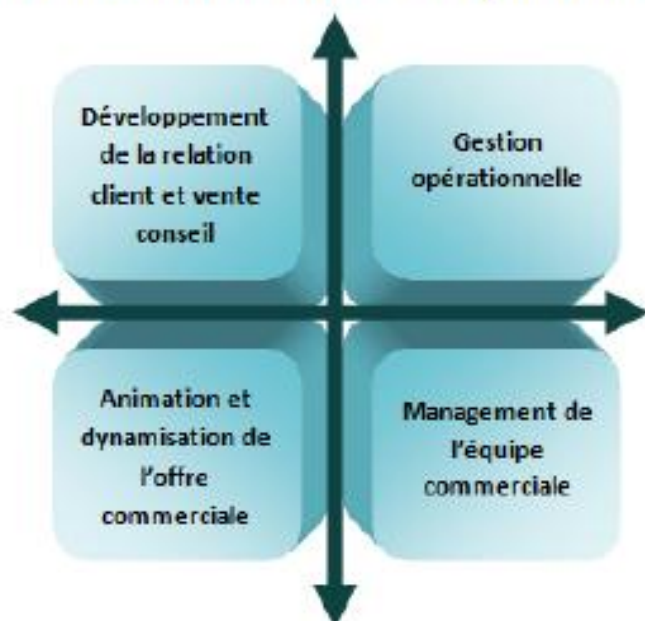 Développement
de la relation
client et vente
conseil
Gestion
opérationnelle
Animation et
dynamisation de
l'offre
commerciale
Management de
l'équipe
commerciale